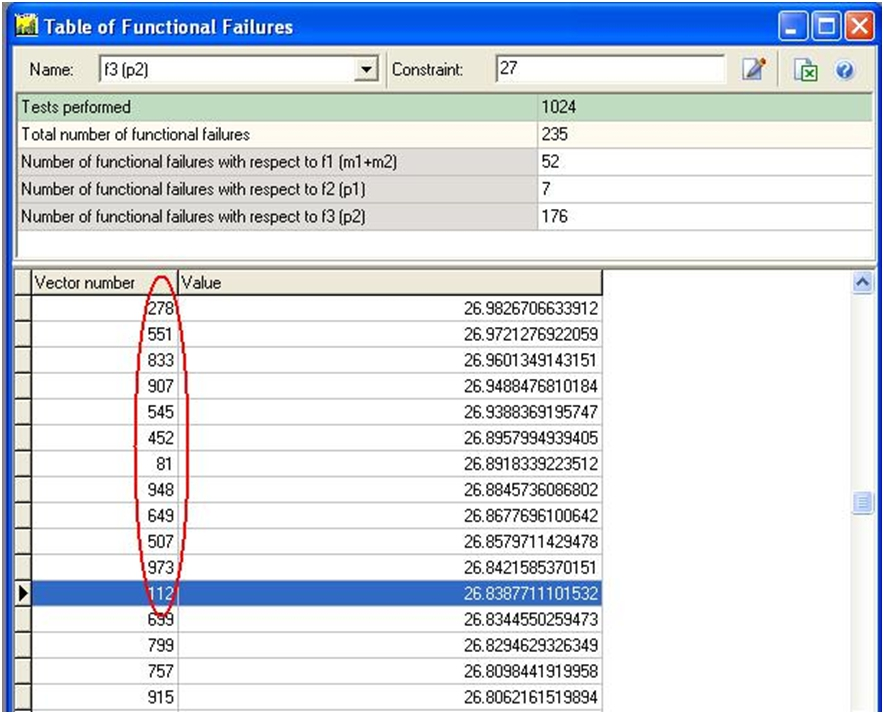 Table of Functional Failures
Name: f3 (p2) Constraint: 27
Tests performed 1024
Total number of functional failures 235
Number of functional failures with respect to f1 (m1+m2) 52
Number of functional failures with respect to f2 (p1) 7
Number of functional failures with respect to f3 (p2) 176
Vector number Value
278 26.9826706633912
551 26.9721276922059
833 26.9601349143151
907 26.9488476810184
545 26.9388369195747
452 26.8957994939405
81 26.8918339223512
948 26.8845736086802
649 26.8677696100642
507 26.8579711429478
973 26.8421585370151
112 26.8387711101532
699 26.8344550259473
799 26.8294629326349
757 26.8098441919958
915 26.8062161519894